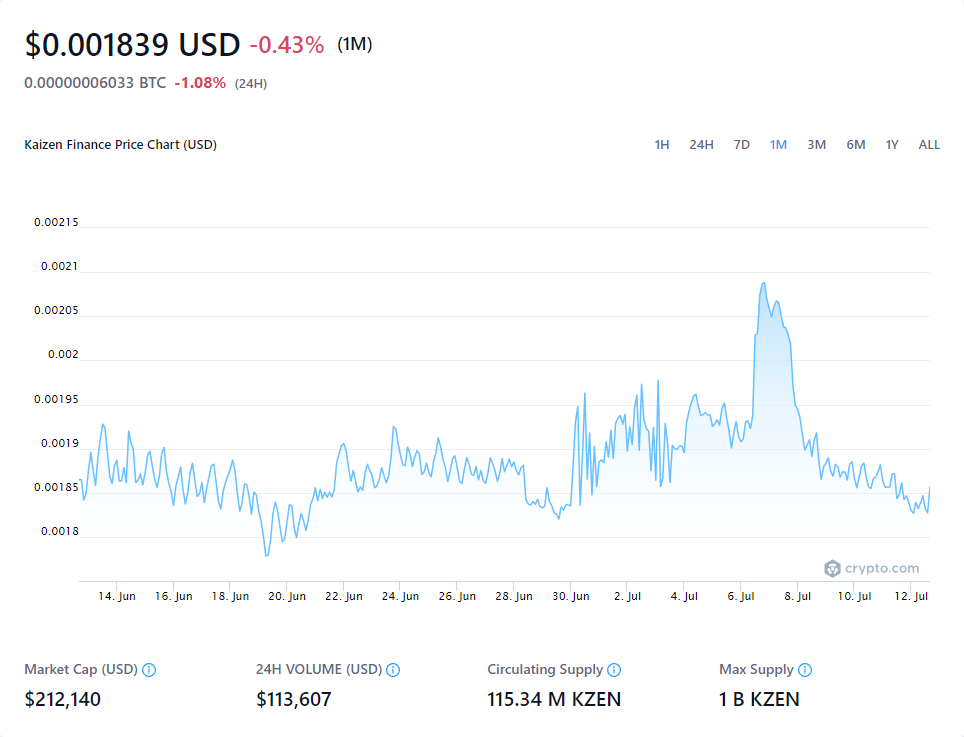 $0.001839 USD -0.43% (1M)
0.00000006033 BTC -1.08% (24H)
Kaizen Finance Price Chart (USD) 1H 24H 7D 1M 3M 6M 1Y ALL
0.00215
0.0021
0.00205
0.002
0.00195
0.0019
0.00185
0.0018
crypto.com
14. Jun 16. Jun 18. Jun 20. Jun 22. Jun 24. Jun 26. Jun 28. Jun 30. Jun 2. Jul 4. Jul 6. Jul 8. Jul 10. Jul 12. Jul
Market Cap (USD) 24H VOLUME (USD) Circulating Supply Max Supply
$212,140 $113,607 115.34 M KZEN 1 B KZEN